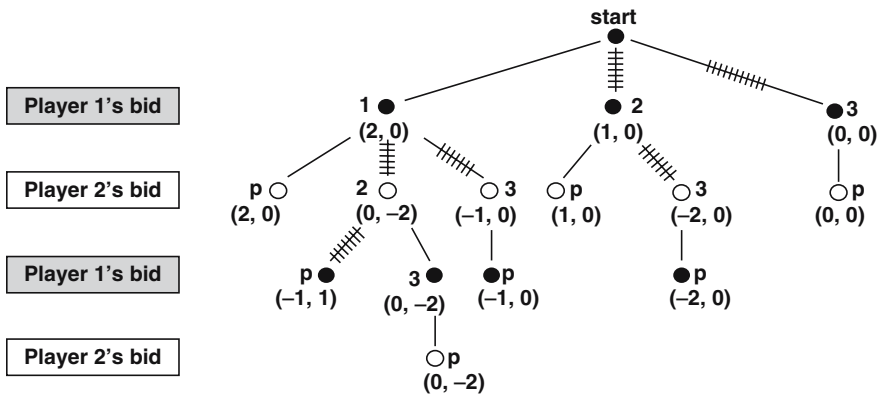 start
Player 1's bid
1
2
3
(2, 0)
(1, 0)
(0, 0)
Player 2's bid
p
2
3
p
3
p
(2, 0)
(0, –2)
(–1, 0)
(1, 0)
(–2, 0)
(0, 0)
Player 1's bid
p
3
p
p
(–1, 1)
(0, –2)
(–1, 0)
(–2, 0)
Player 2's bid
p
(0, –2)